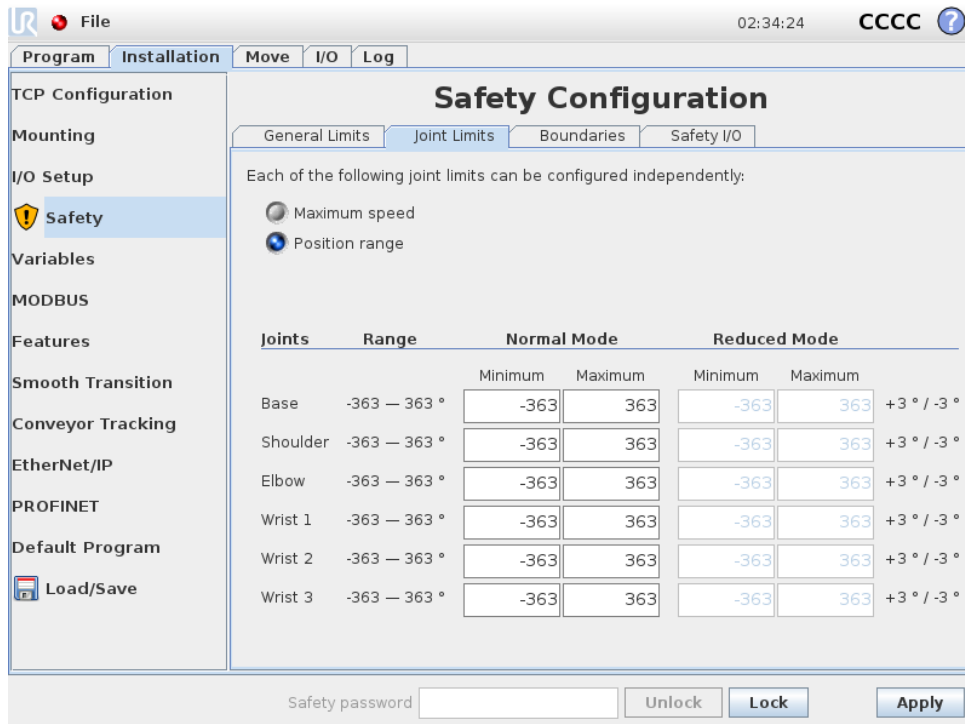 UR File 02:34:24 CCCC ?
Program Installation Move I/O Log
TCP Configuration
Mounting
I/O Setup
Safety
Variables
MODBUS
Features
Smooth Transition
Conveyor Tracking
EtherNet/IP
PROFINET
Default Program
Load/Save
Safety Configuration
General Limits Joint Limits Boundaries Safety I/O
Each of the following joint limits can be configured independently:
Maximum speed
Position range
Joints Range Normal Mode Reduced Mode
Minimum Maximum Minimum Maximum
Base -363 — 363 ° -363 363 -363 363 +3 ° / -3 °
Shoulder -363 — 363 ° -363 363 -363 363 +3 ° / -3 °
Elbow -363 — 363 ° -363 363 -363 363 +3 ° / -3 °
Wrist 1 -363 — 363 ° -363 363 -363 363 +3 ° / -3 °
Wrist 2 -363 — 363 ° -363 363 -363 363 +3 ° / -3 °
Wrist 3 -363 — 363 ° -363 363 -363 363 +3 ° / -3 °
Safety password Unlock Lock Apply